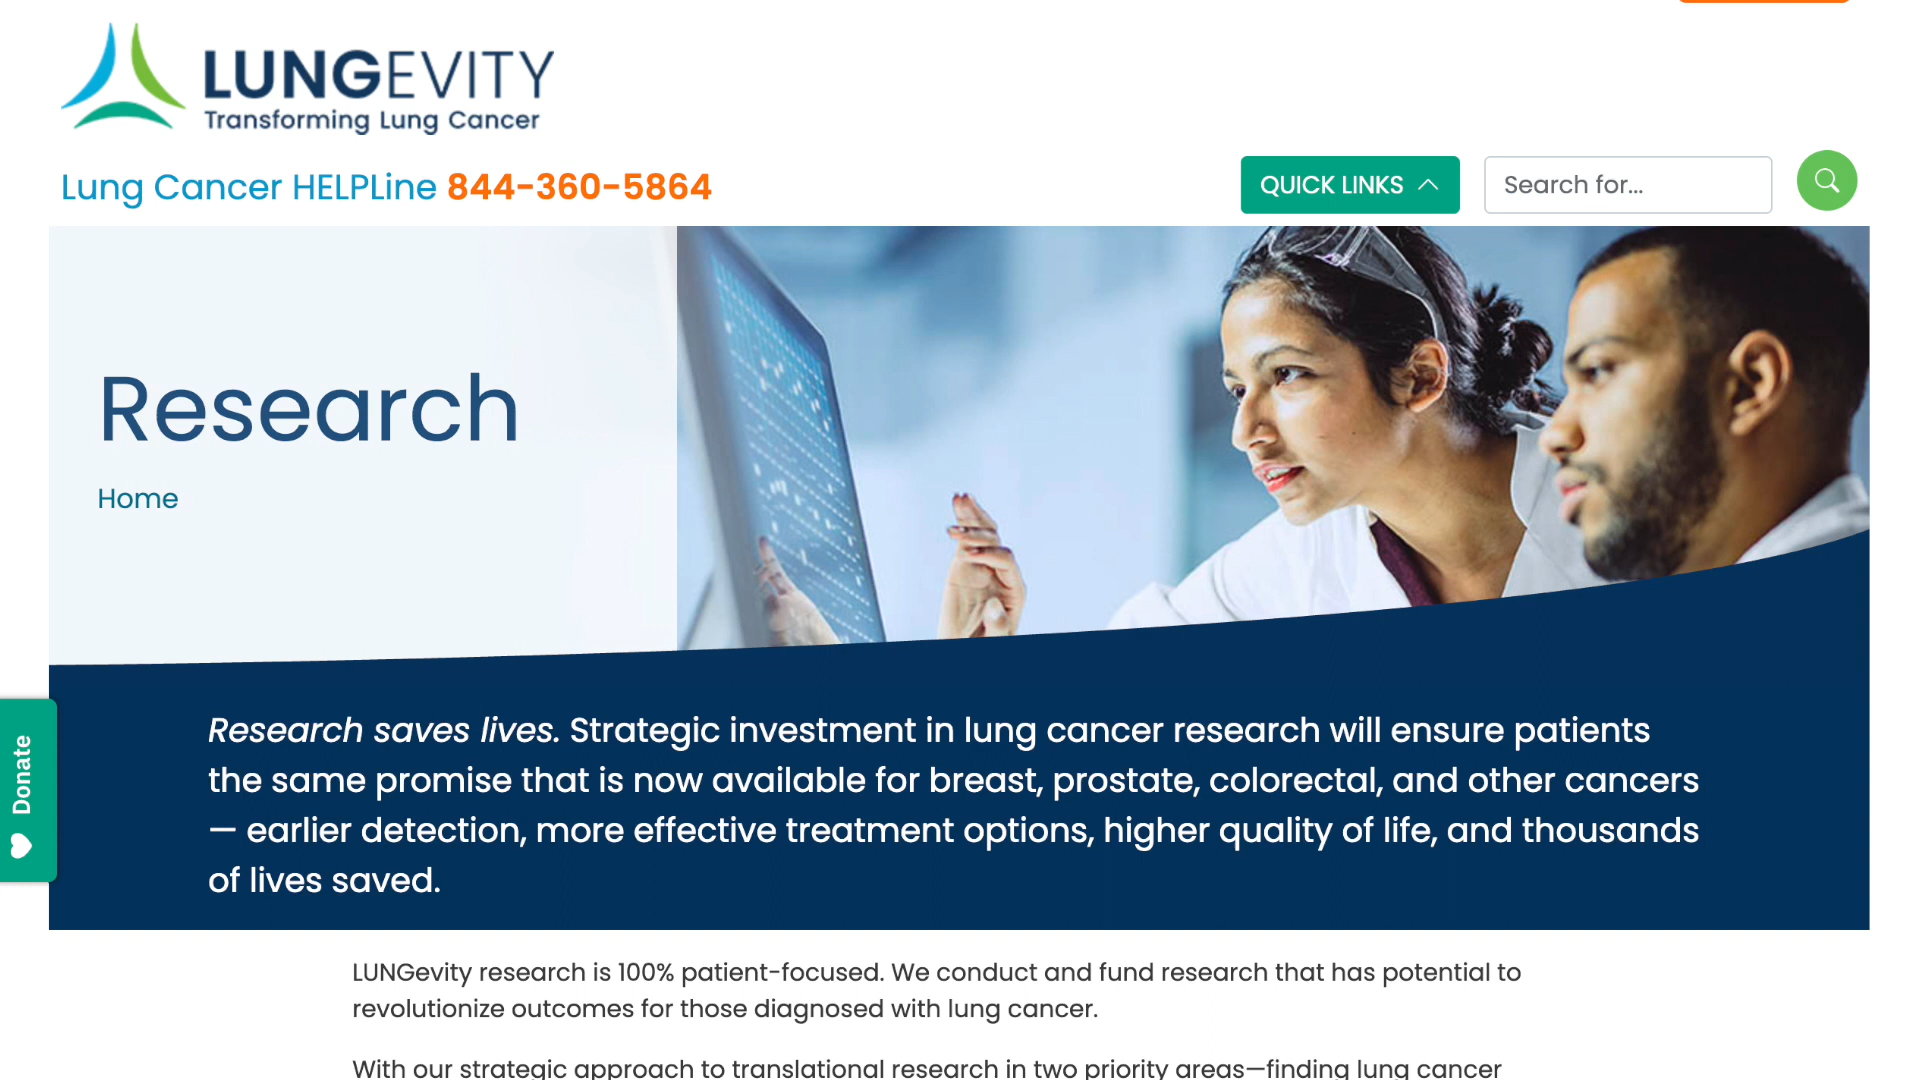 LUNGEVITY
Transforming Lung Cancer
Lung Cancer HELPLine 844-360-5864
QUICK LINKS
Search for...
Research
Home
Donate
Research saves lives. Strategic investment in lung cancer research will ensure patients
the same promise that is now available for breast, prostate, colorectal, and other cancers
— earlier detection, more effective treatment options, higher quality of life, and thousands
of lives saved.
LUNGevity research is 100% patient-focused. We conduct and fund research that has potential to
revolutionize outcomes for those diagnosed with lung cancer.
With our strategic approach to translational research in two priority areas—finding lung cancer